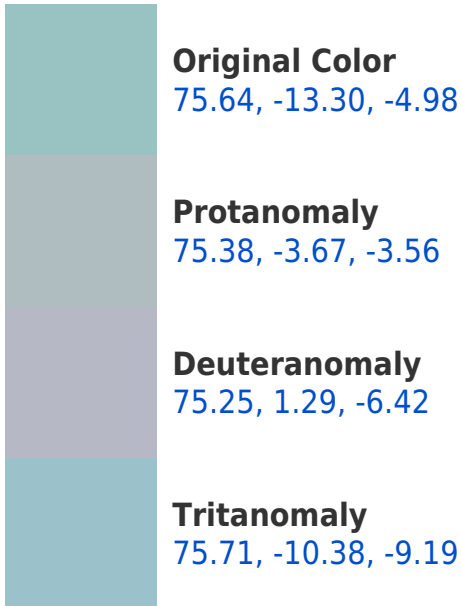 Original Color
75.64, -13.30, -4.98
Protanomaly
75.38, -3.67, -3.56
Deuteranomaly
75.25, 1.29, -6.42
Tritanomaly
75.71, -10.38, -9.19